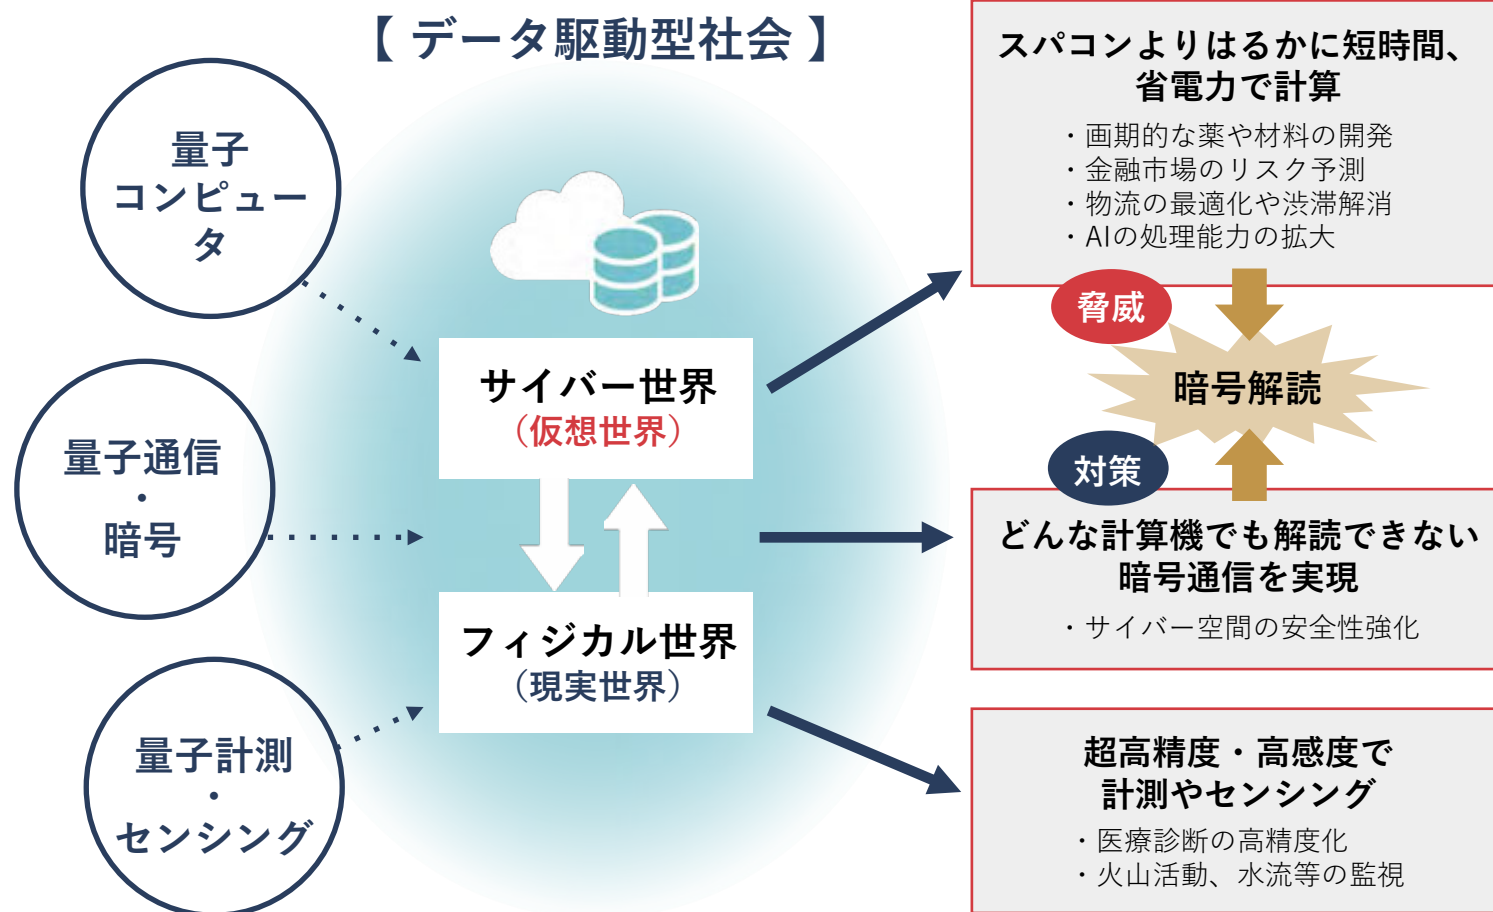 【 データ駆動型社会 】
量子
コンピュー
タ
量子通信
・
暗号
量子計測
・
センシング
サイバー世界
（仮想世界）
フィジカル世界
（現実世界）
スパコンよりはるかに短時間、
省電力で計算
・画期的な薬や材料の開発
・金融市場のリスク予測
・物流の最適化や渋滞解消
・AIの処理能力の拡大
脅威
暗号解読
対策
どんな計算機でも解読できない
暗号通信を実現
・サイバー空間の安全性強化
超高精度・高感度で
計測やセンシング
・医療診断の高精度化
・火山活動、水流等の監視